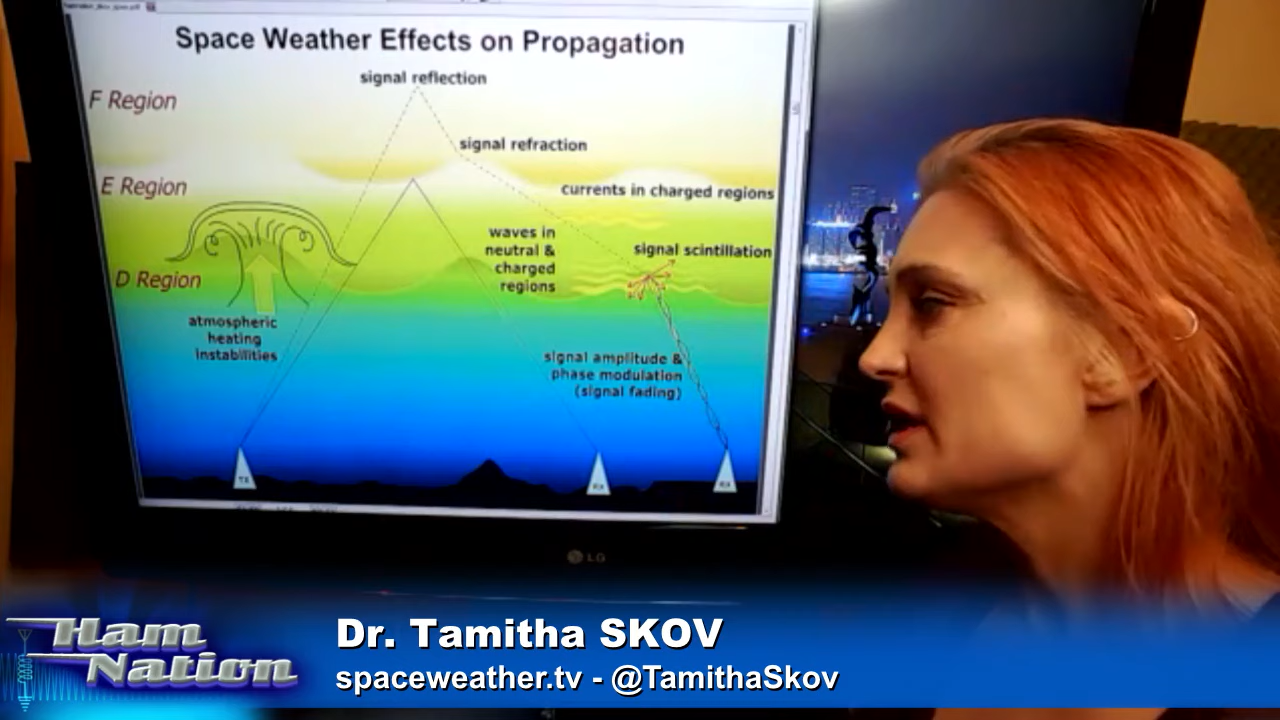 Space Weather Effects on Propagation
signal reflection
F Region
signal refraction
E Region
currents in charged regions
waves in
neutral &
charged
regions
signal scintillation
D Region
atmospheric
heating
instabilities
signal amplitude &
phase modulation
(signal fading)
TX
RX
RX
LG
Ham
Nation
Dr. Tamitha SKOV
spaceweather.tv - @TamithaSkov